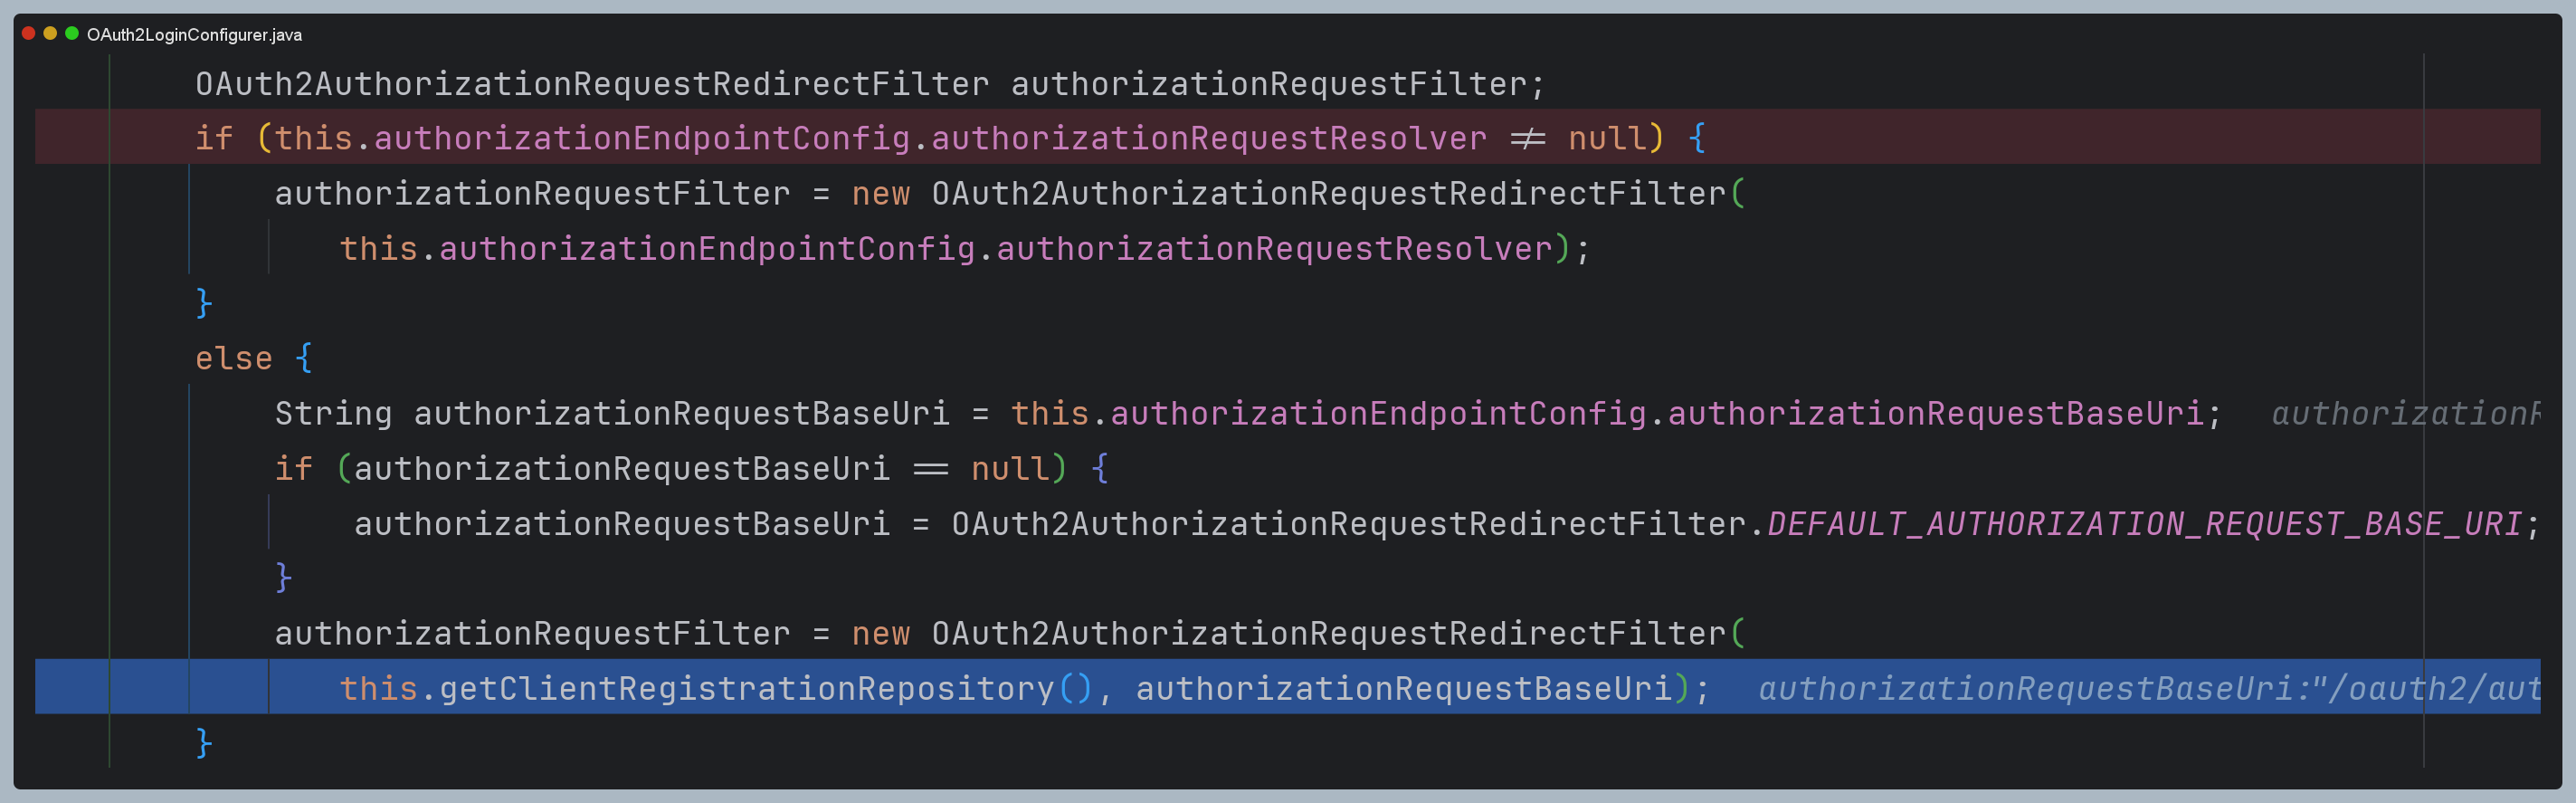 OAuth2LoginConfigurer.java
OAuth2AuthorizationRequestRedirectFilter authorizationRequestFilter;
if (this.authorizationEndpointConfig.authorizationRequestResolver != null) {
authorizationRequestFilter = new OAuth2AuthorizationRequestRedirectFilter(
this.authorizationEndpointConfig.authorizationRequestResolver);
}
else {
String authorizationRequestBaseUri = this.authorizationEndpointConfig.authorizationRequestBaseUri; authorizationR
if (authorizationRequestBaseUri == null) {
authorizationRequestBaseUri = OAuth2AuthorizationRequestRedirectFilter.DEFAULT_AUTHORIZATION_REQUEST_BASE_URI;
}
authorizationRequestFilter = new OAuth2AuthorizationRequestRedirectFilter(
this.getClientRegistrationRepository(), authorizationRequestBaseUri); authorizationRequestBaseUri:"/oauth2/aut
}